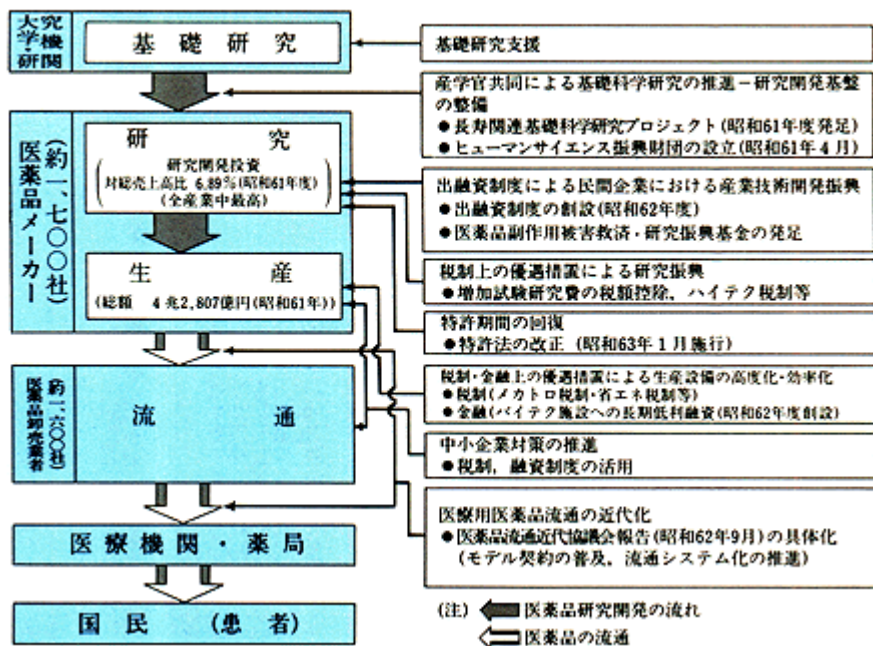 大学・研究機関
基礎研究
医薬品メーカー
(約一,七〇〇社)
研究
研究開発投資
対総売上高比 6.89%(昭和61年度)
(全産業中最高)
生産
(総額 4兆2,807億円(昭和61年))
医薬品卸売業者
(約一,六〇〇社)
流通
医療機関・薬局
国民 (患者)
基礎研究支援
産学官共同による基礎科学研究の推進-研究開発基盤
の整備
●長寿関連基礎科学研究プロジェクト(昭和61年度発足)
●ヒューマンサイエンス振興財団の設立(昭和61年4月)
出融資制度による民間企業における産業技術開発振興
●出融資制度の創設(昭和62年度)
●医薬品副作用被害救済・研究振興基金の発足
税制上の優遇措置による研究振興
●増加試験研究費の税額控除,ハイテク税制等
特許期間の回復
●特許法の改正 (昭和63年1月施行)
税制・金融上の優遇措置による生産設備の高度化・効率化
●税制(メカトロ税制・省エネ税制等)
●金融(バイテク施設への長期低利融資(昭和62年度創設)
中小企業対策の推進
●税制,融資制度の活用
医療用医薬品流通の近代化
●医薬品流通近代協議会報告(昭和62年9月)の具体化
(モデル契約の普及,流通システム化の推進)
(注) 医薬品研究開発の流れ
医薬品の流通